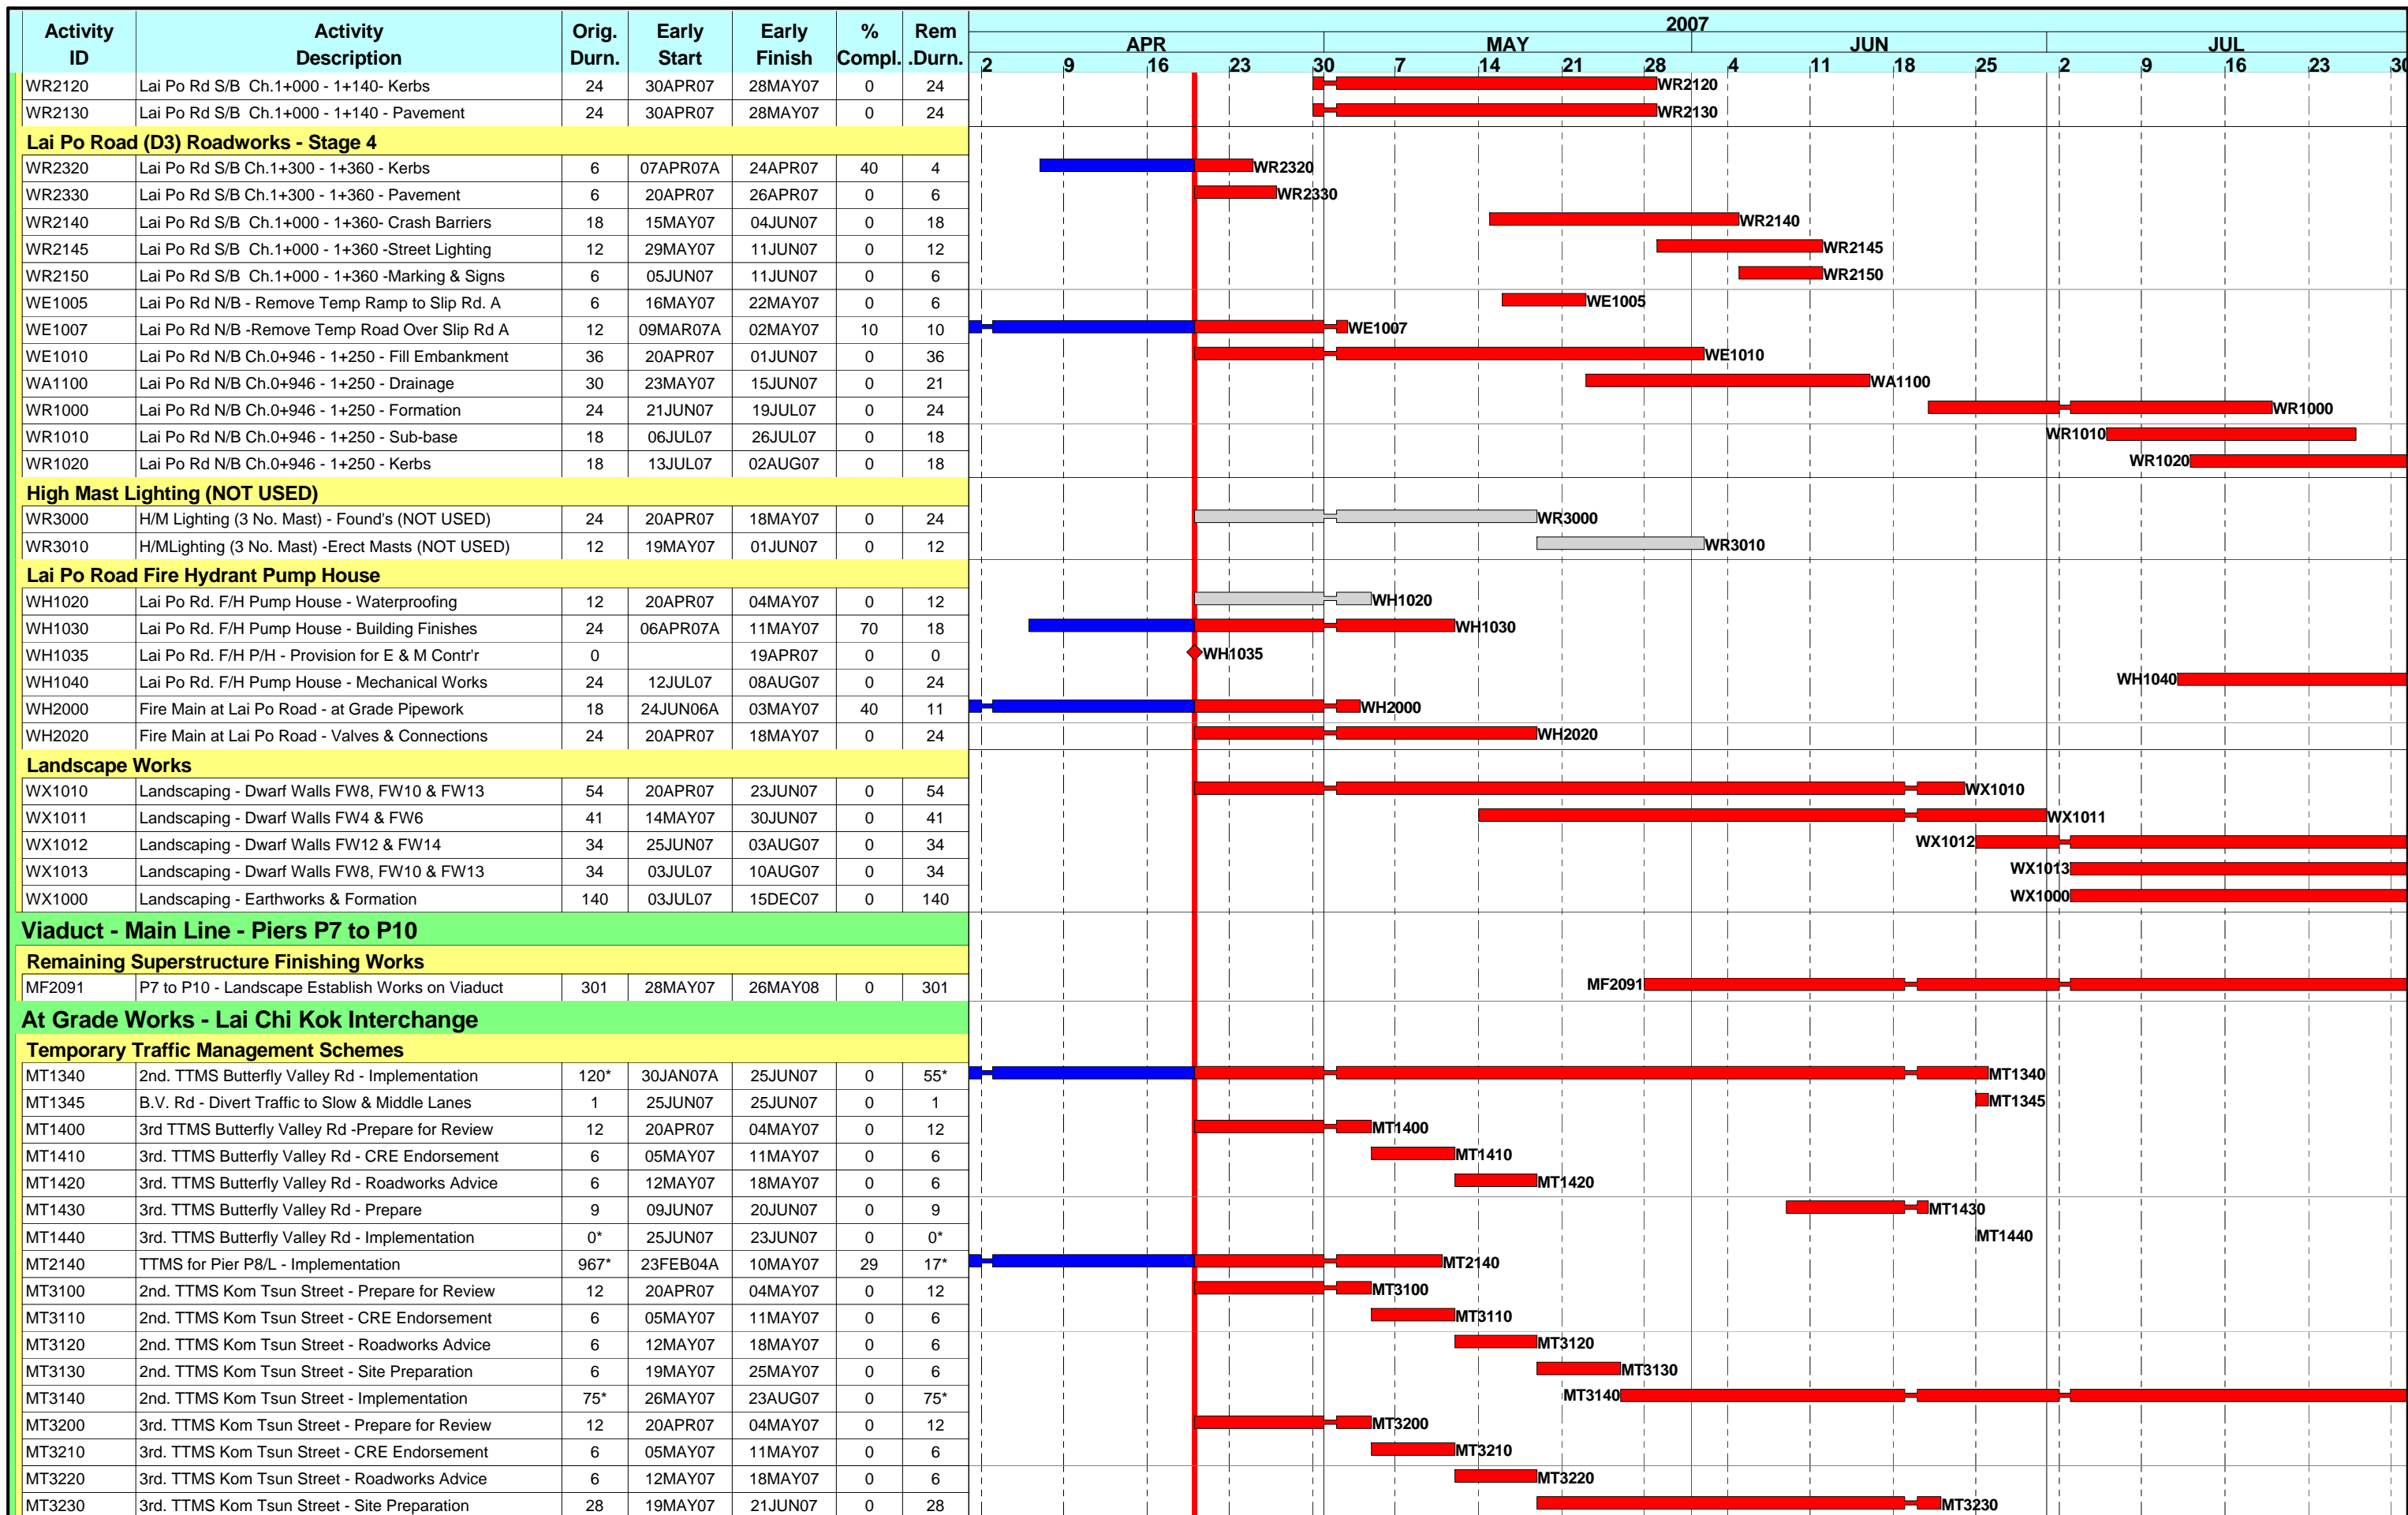 2007
Activity ID Activity Description Orig. Durn. Early Start Early Finish % Compl. Rem .Durn. APR MAY JUN JUL
2 9 16 23 30 7 14 21 28 4 11 18 25 2 9 16 23 30
WR2120 Lai Po Rd S/B Ch.1+000 - 1+140- Kerbs 24 30APR07 28MAY07 0 24 WR2120
WR2130 Lai Po Rd S/B Ch.1+000 - 1+140 - Pavement 24 30APR07 28MAY07 0 24 WR2130
Lai Po Road (D3) Roadworks - Stage 4
WR2320 Lai Po Rd S/B Ch.1+300 - 1+360 - Kerbs 6 07APR07A 24APR07 40 4 WR2320
WR2330 Lai Po Rd S/B Ch.1+300 - 1+360 - Pavement 6 20APR07 26APR07 0 6 WR2330
WR2140 Lai Po Rd S/B Ch.1+000 - 1+360- Crash Barriers 18 15MAY07 04JUN07 0 18 WR2140
WR2145 Lai Po Rd S/B Ch.1+000 - 1+360 -Street Lighting 12 29MAY07 11JUN07 0 12 WR2145
WR2150 Lai Po Rd S/B Ch.1+000 - 1+360 -Marking & Signs 6 05JUN07 11JUN07 0 6 WR2150
WE1005 Lai Po Rd N/B - Remove Temp Ramp to Slip Rd. A 6 16MAY07 22MAY07 0 6 WE1005
WE1007 Lai Po Rd N/B -Remove Temp Road Over Slip Rd A 12 09MAR07A 02MAY07 10 10 WE1007
WE1010 Lai Po Rd N/B Ch.0+946 - 1+250 - Fill Embankment 36 20APR07 01JUN07 0 36 WE1010
WA1100 Lai Po Rd N/B Ch.0+946 - 1+250 - Drainage 30 23MAY07 15JUN07 0 21 WA1100
WR1000 Lai Po Rd N/B Ch.0+946 - 1+250 - Formation 24 21JUN07 19JUL07 0 24 WR1000
WR1010 Lai Po Rd N/B Ch.0+946 - 1+250 - Sub-base 18 06JUL07 26JUL07 0 18 WR1010
WR1020 Lai Po Rd N/B Ch.0+946 - 1+250 - Kerbs 18 13JUL07 02AUG07 0 18 WR1020
High Mast Lighting (NOT USED)
WR3000 H/M Lighting (3 No. Mast) - Found's (NOT USED) 24 20APR07 18MAY07 0 24 WR3000
WR3010 H/MLighting (3 No. Mast) -Erect Masts (NOT USED) 12 19MAY07 01JUN07 0 12 WR3010
Lai Po Road Fire Hydrant Pump House
WH1020 Lai Po Rd. F/H Pump House - Waterproofing 12 20APR07 04MAY07 0 12 WH1020
WH1030 Lai Po Rd. F/H Pump House - Building Finishes 24 06APR07A 11MAY07 70 18 WH1030
WH1035 Lai Po Rd. F/H P/H - Provision for E & M Contr'r 0 19APR07 0 0 WH1035
WH1040 Lai Po Rd. F/H Pump House - Mechanical Works 24 12JUL07 08AUG07 0 24 WH1040
WH2000 Fire Main at Lai Po Road - at Grade Pipework 18 24JUN06A 03MAY07 40 11 WH2000
WH2020 Fire Main at Lai Po Road - Valves & Connections 24 20APR07 18MAY07 0 24 WH2020
Landscape Works
WX1010 Landscaping - Dwarf Walls FW8, FW10 & FW13 54 20APR07 23JUN07 0 54 WX1010
WX1011 Landscaping - Dwarf Walls FW4 & FW6 41 14MAY07 30JUN07 0 41 WX1011
WX1012 Landscaping - Dwarf Walls FW12 & FW14 34 25JUN07 03AUG07 0 34 WX1012
WX1013 Landscaping - Dwarf Walls FW8, FW10 & FW13 34 03JUL07 10AUG07 0 34 WX1013
WX1000 Landscaping - Earthworks & Formation 140 03JUL07 15DEC07 0 140 WX1000
Viaduct - Main Line - Piers P7 to P10
Remaining Superstructure Finishing Works
MF2091 P7 to P10 - Landscape Establish Works on Viaduct 301 28MAY07 26MAY08 0 301 MF2091
At Grade Works - Lai Chi Kok Interchange
Temporary Traffic Management Schemes
MT1340 2nd. TTMS Butterfly Valley Rd - Implementation 120* 30JAN07A 25JUN07 0 55* MT1340
MT1345 B.V. Rd - Divert Traffic to Slow & Middle Lanes 1 25JUN07 25JUN07 0 1 MT1345
MT1400 3rd TTMS Butterfly Valley Rd -Prepare for Review 12 20APR07 04MAY07 0 12 MT1400
MT1410 3rd. TTMS Butterfly Valley Rd - CRE Endorsement 6 05MAY07 11MAY07 0 6 MT1410
MT1420 3rd. TTMS Butterfly Valley Rd - Roadworks Advice 6 12MAY07 18MAY07 0 6 MT1420
MT1430 3rd. TTMS Butterfly Valley Rd - Prepare 9 09JUN07 20JUN07 0 9 MT1430
MT1440 3rd. TTMS Butterfly Valley Rd - Implementation 0* 25JUN07 23JUN07 0 0* MT1440
MT2140 TTMS for Pier P8/L - Implementation 967* 23FEB04A 10MAY07 29 17* MT2140
MT3100 2nd. TTMS Kom Tsun Street - Prepare for Review 12 20APR07 04MAY07 0 12 MT3100
MT3110 2nd. TTMS Kom Tsun Street - CRE Endorsement 6 05MAY07 11MAY07 0 6 MT3110
MT3120 2nd. TTMS Kom Tsun Street - Roadworks Advice 6 12MAY07 18MAY07 0 6 MT3120
MT3130 2nd. TTMS Kom Tsun Street - Site Preparation 6 19MAY07 25MAY07 0 6 MT3130
MT3140 2nd. TTMS Kom Tsun Street - Implementation 75* 26MAY07 23AUG07 0 75* MT3140
MT3200 3rd. TTMS Kom Tsun Street - Prepare for Review 12 20APR07 04MAY07 0 12 MT3200
MT3210 3rd. TTMS Kom Tsun Street - CRE Endorsement 6 05MAY07 11MAY07 0 6 MT3210
MT3220 3rd. TTMS Kom Tsun Street - Roadworks Advice 6 12MAY07 18MAY07 0 6 MT3220
MT3230 3rd. TTMS Kom Tsun Street - Site Preparation 28 19MAY07 21JUN07 0 28 MT3230